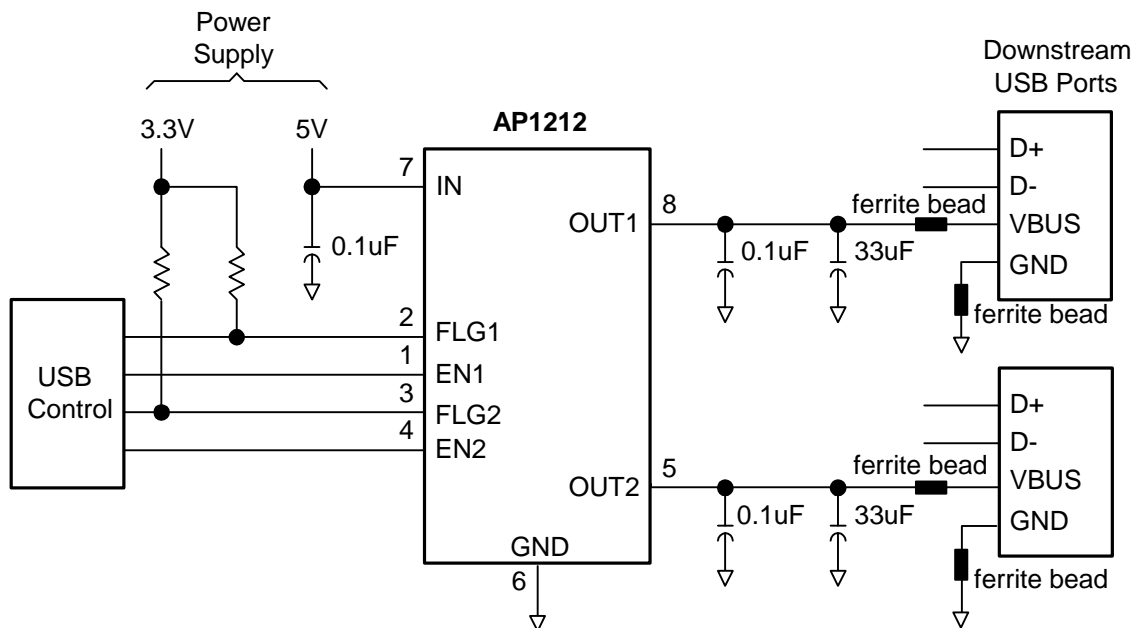 Power
Supply
3.3V
5V
0.1uF
AP1212
7
IN
OUT1
8
0.1uF
33uF
ferrite bead
Downstream
USB Ports
D+
D-
VBUS
GND
ferrite bead
USB
Control
2
FLG1
1
EN1
3
FLG2
4
EN2
OUT2
5
0.1uF
33uF
ferrite bead
D+
D-
VBUS
GND
ferrite bead
GND
6